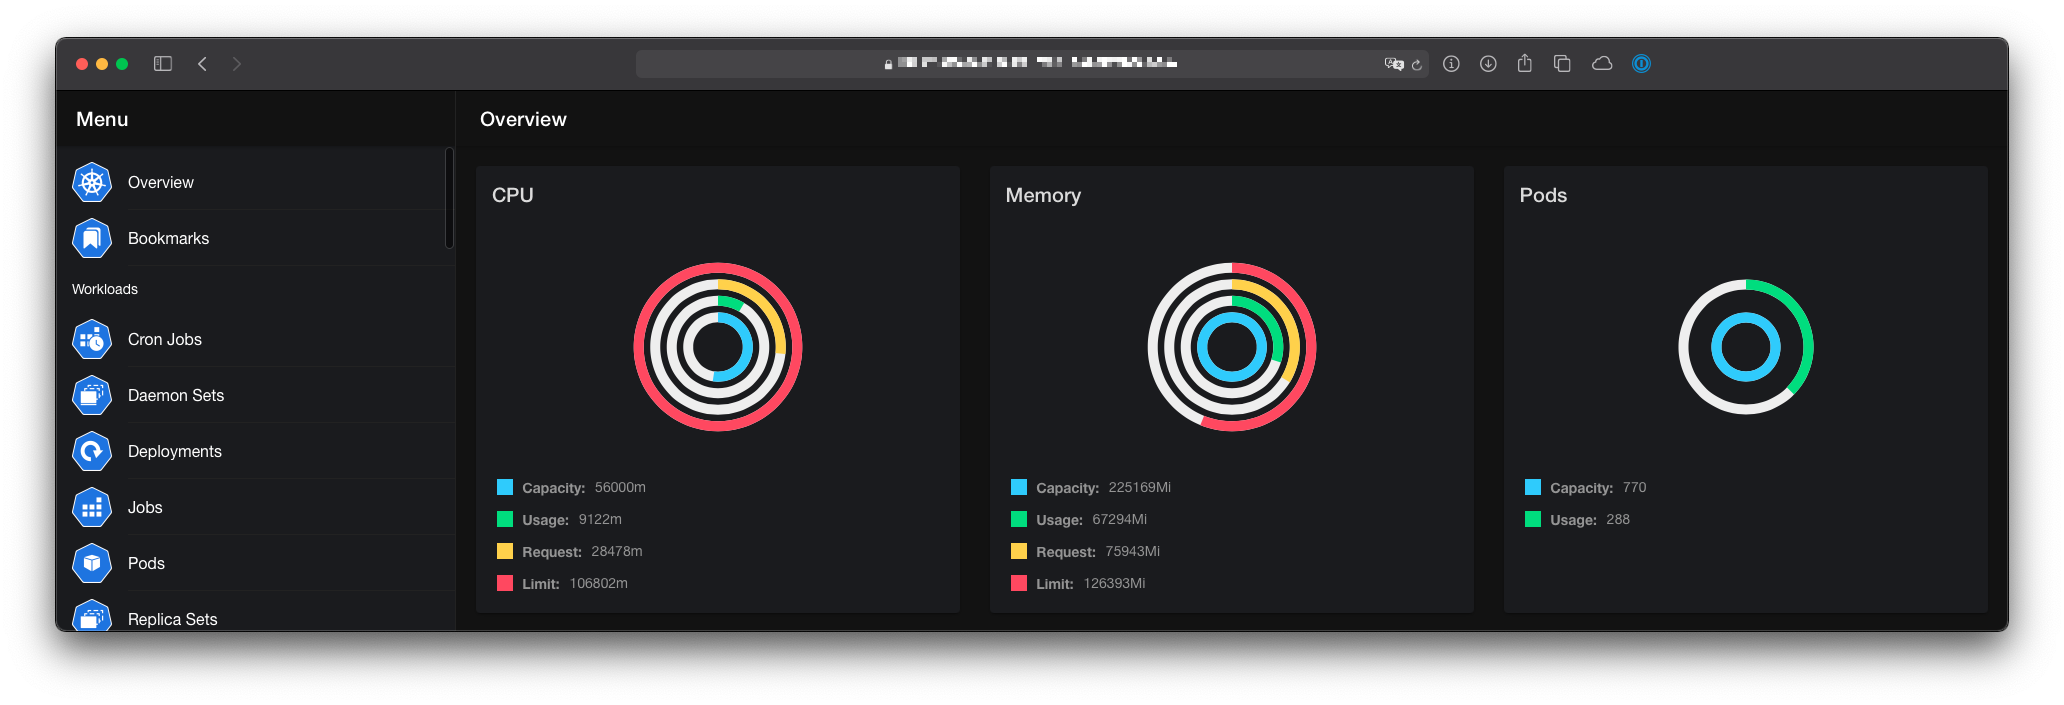 Menu
Overview
Bookmarks
Workloads
Cron Jobs
Daemon Sets
Deployments
Jobs
Pods
Replica Sets
Overview
CPU
Capacity: 56000m
Usage: 9122m
Request: 28478m
Limit: 106802m
Memory
Capacity: 225169Mi
Usage: 67294Mi
Request: 75943Mi
Limit: 126393Mi
Pods
Capacity: 770
Usage: 288